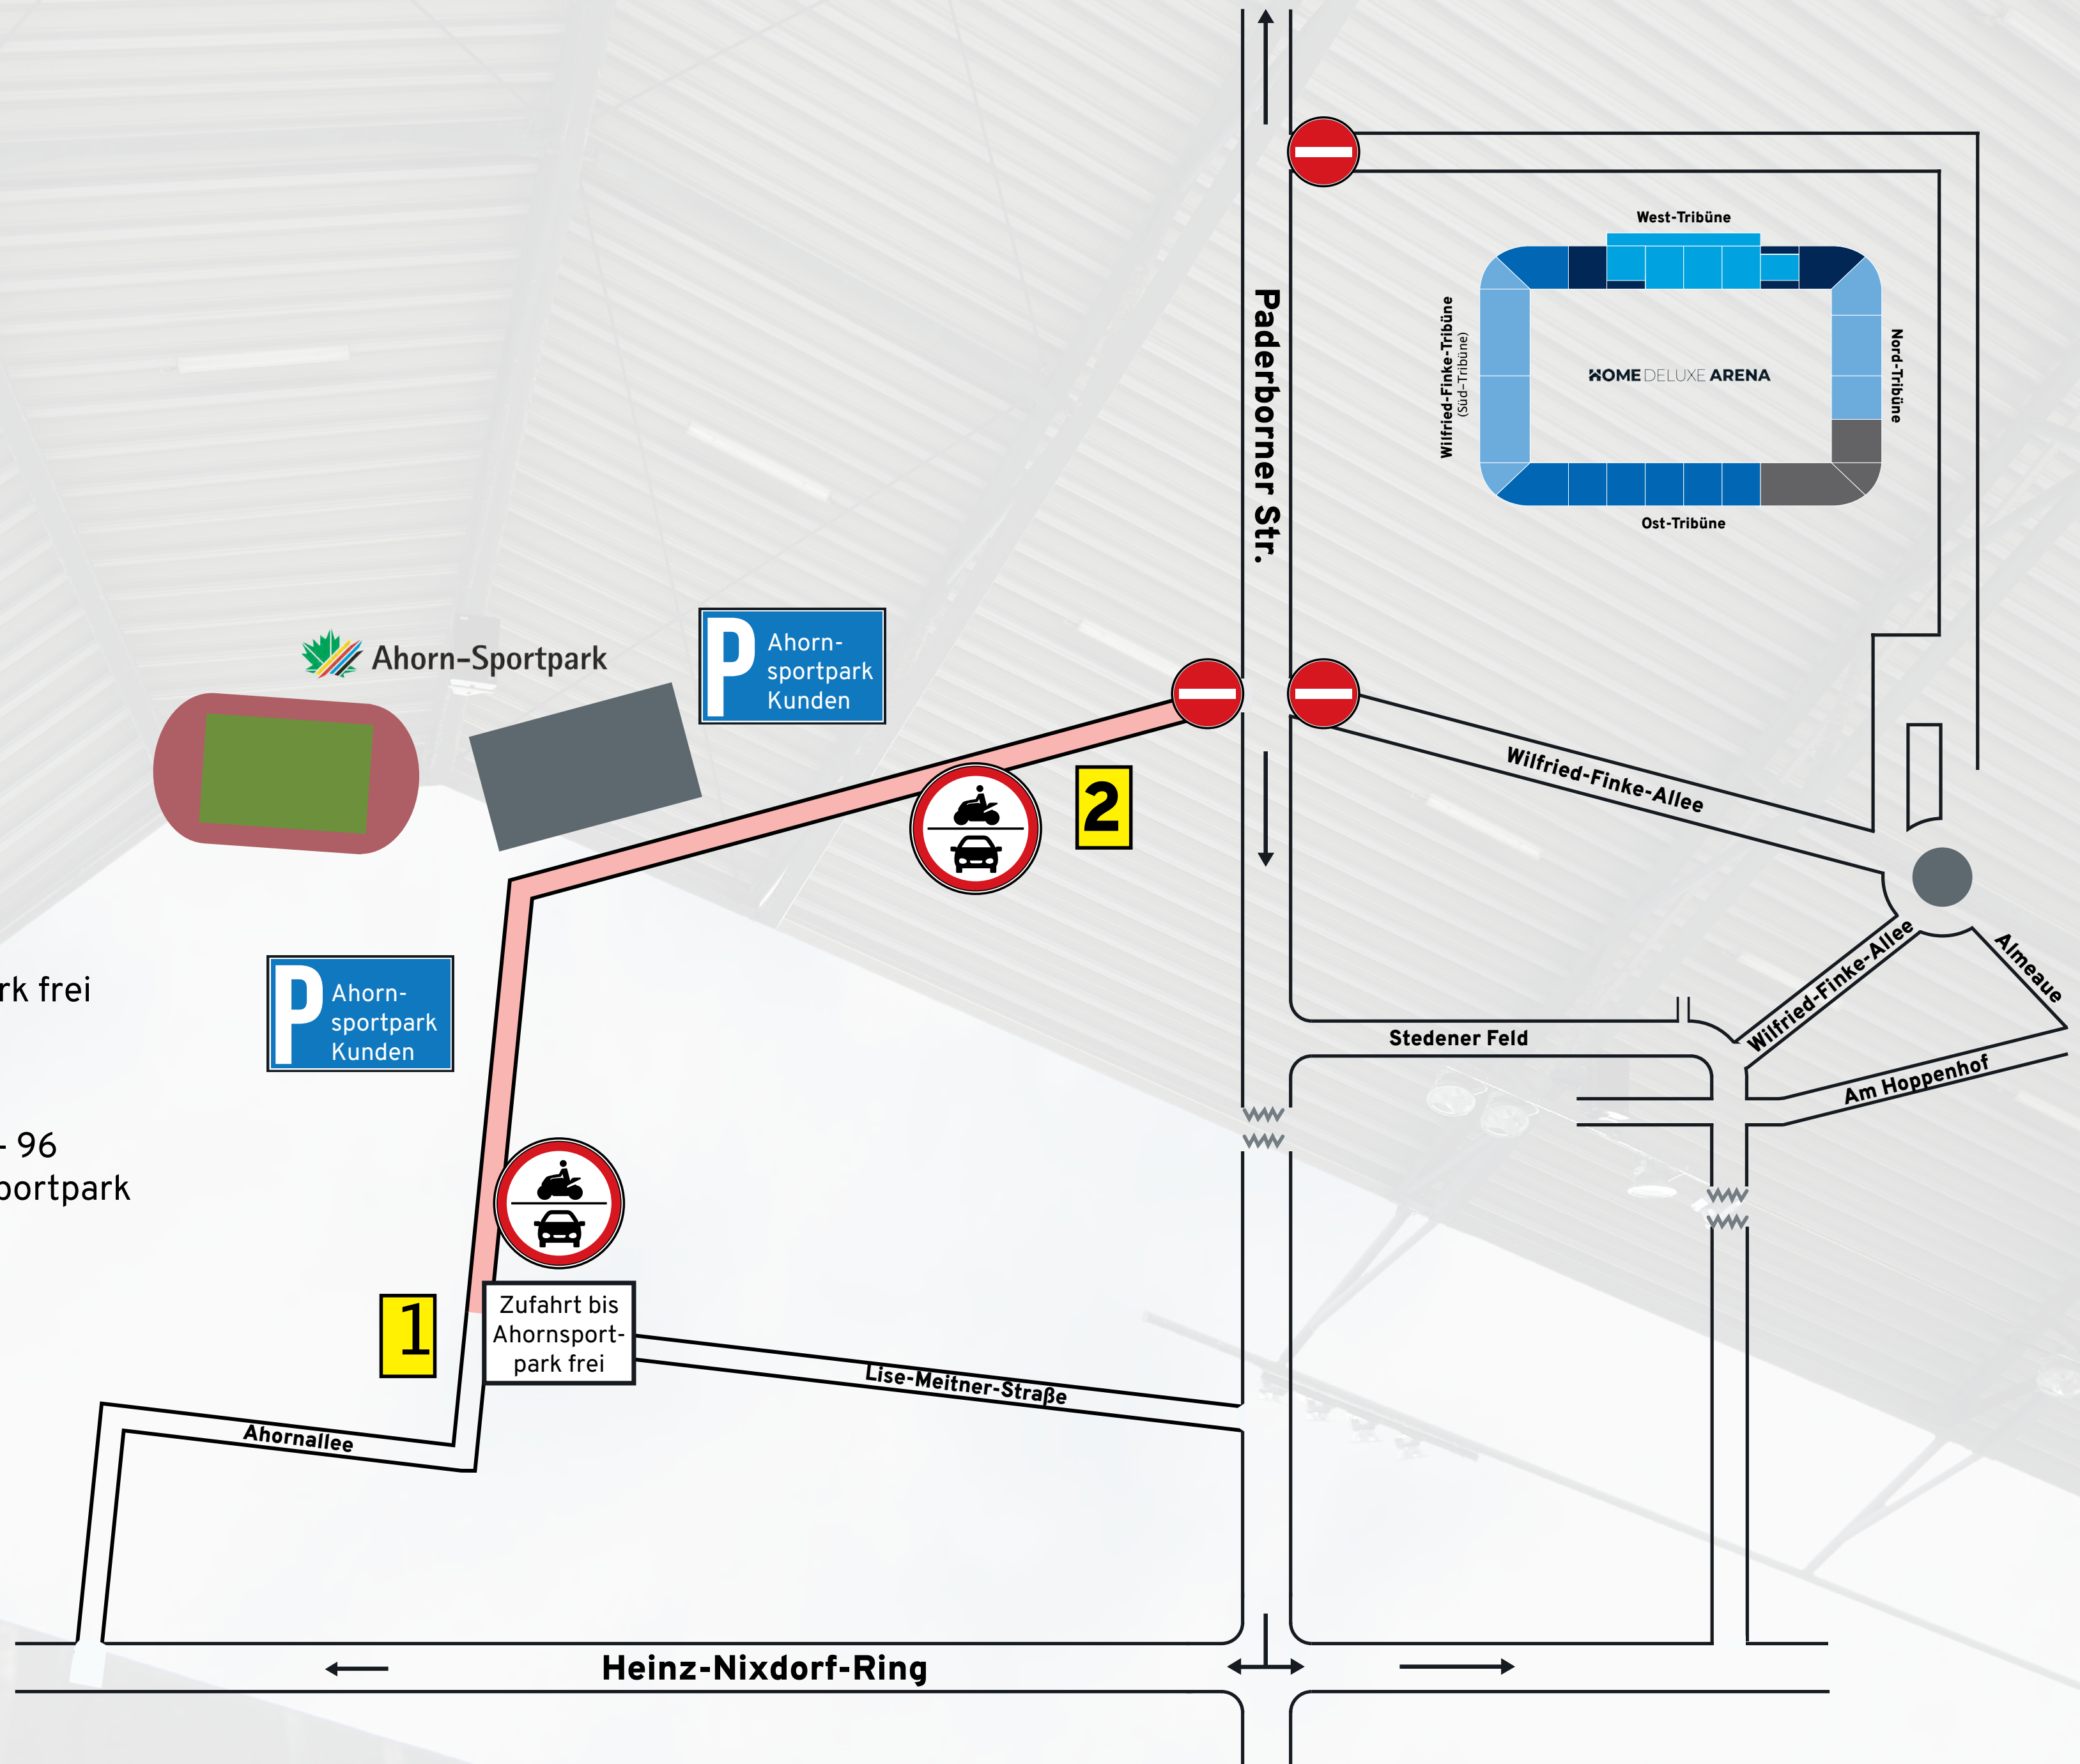 West-Tribüne
Wilfried-Finke-Tribüne
(Süd-Tribüne)
HOME DELUXE ARENA
Nord-Tribüne
Ost-Tribüne
Paderborner Str.
Ahorn-Sportpark
P Ahorn-
sportpark
Kunden
2
Wilfried-Finke-Allee
Wilfried-Finke-Allee
Almeaue
rk frei
P Ahorn-
sportpark
Kunden
Stedener Feld
Am Hoppenhof
- 96
portpark
1
Zufahrt bis
Ahornsport-
park frei
Lise-Meitner-Straße
Ahornallee
Heinz-Nixdorf-Ring